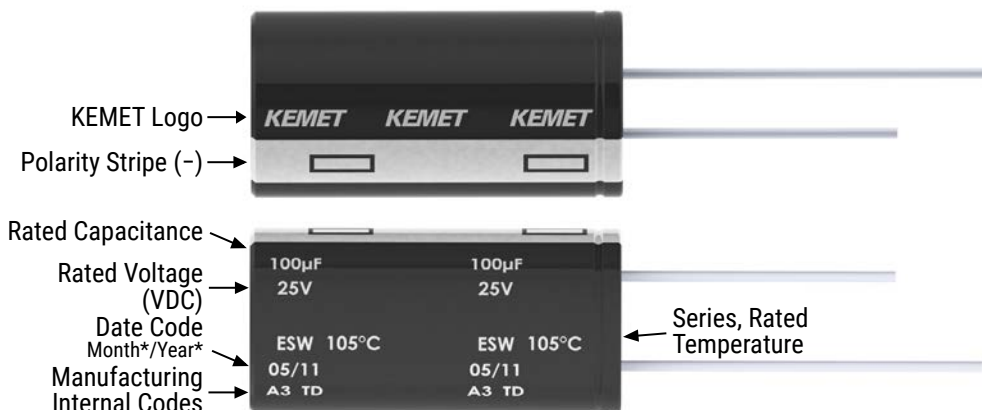 KEMET Logo
KEMET KEMET KEMET
Polarity Stripe (−)
Rated Capacitance
100µF 100µF
Rated Voltage
(VDC)
25V 25V
Date Code
Month*/Year*
ESW 105°C ESW 105°C
Series, Rated
Temperature
05/11 05/11
Manufacturing
Internal Codes
A3 TD A3 TD